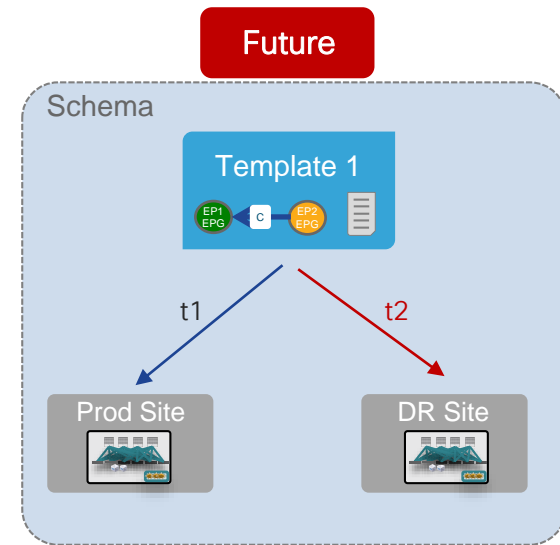 Future
Schema
Template 1
EP1
EPG
C
EP2
EPG
t1
t2
Prod Site
DR Site